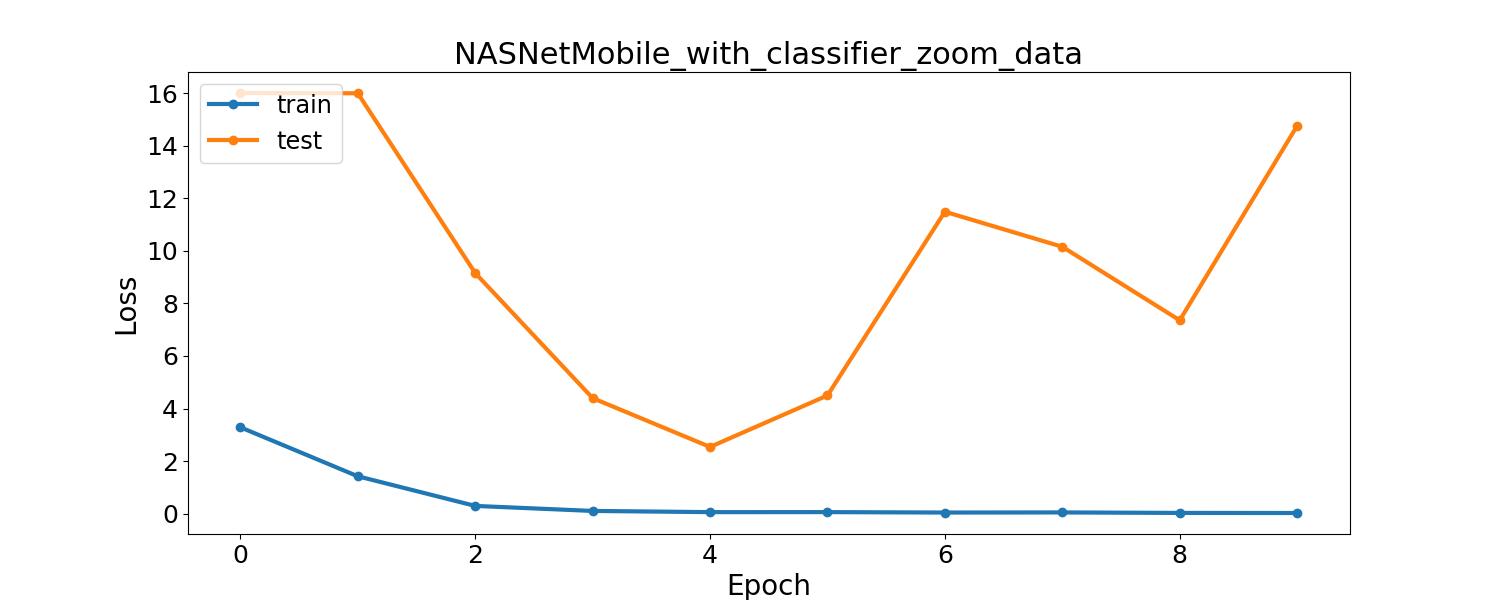 NASNetMobile_with_classifier_zoom_data
train
test
Loss
16
14
12
10
8
6
4
2
0
0 2 4 6 8
Epoch